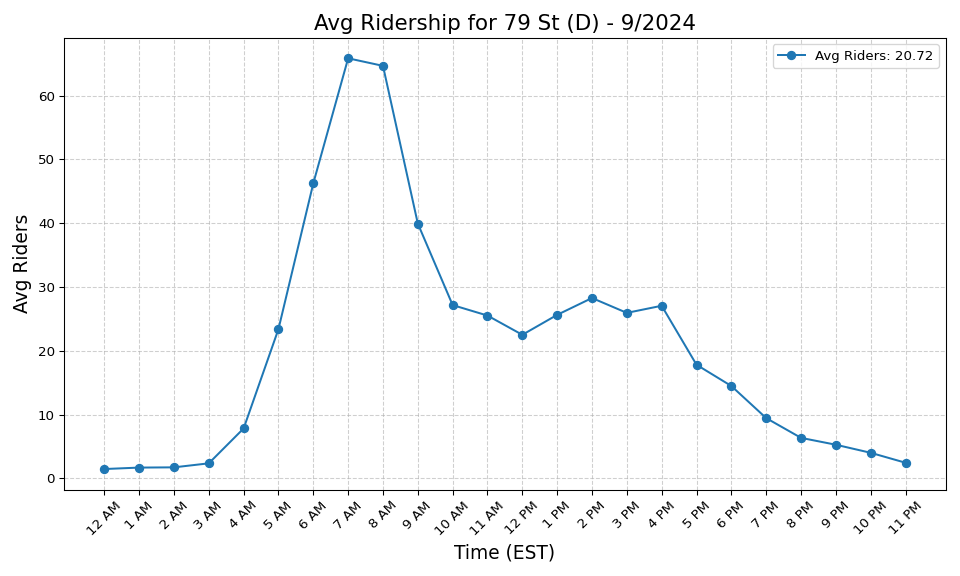 Avg Ridership for 79 St (D) - 9/2024
Avg Riders: 20.72
Avg Riders
60
50
40
30
20
10
0
12 AM
1 AM
2 AM
3 AM
4 AM
5 AM
6 AM
7 AM
8 AM
9 AM
10 AM
11 AM
12 PM
1 PM
2 PM
3 PM
4 PM
5 PM
6 PM
7 PM
8 PM
9 PM
10 PM
11 PM
Time (EST)